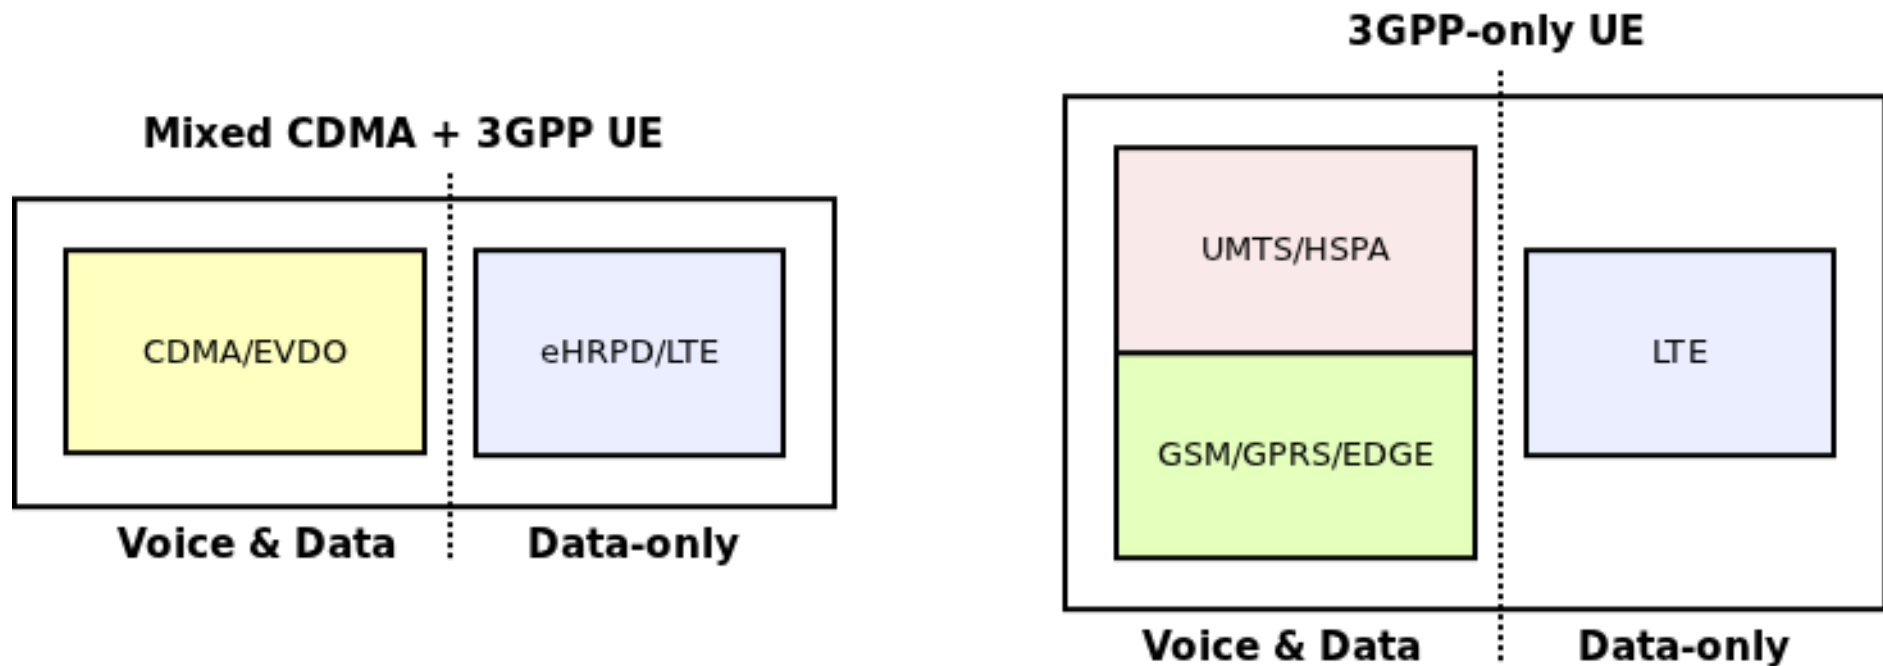 Mixed CDMA + 3GPP UE
CDMA/EVDO
eHRPD/LTE
Voice & Data
Data-only
3GPP-only UE
UMTS/HSPA
GSM/GPRS/EDGE
LTE
Voice & Data
Data-only